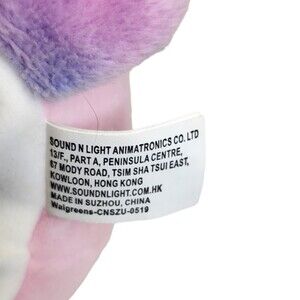 SOUND N LIGHT ANIMATRONICS CO. LTD
13/F., PART A, PENINSULA CENTRE,
67 MODY ROAD, TSIM SHA TSUI EAST,
KOWLOON, HONG KONG
WWW.SOUNDNLIGHT.COM.HK
MADE IN SUZHOU, CHINA
Walgreens-CNSZU-0519